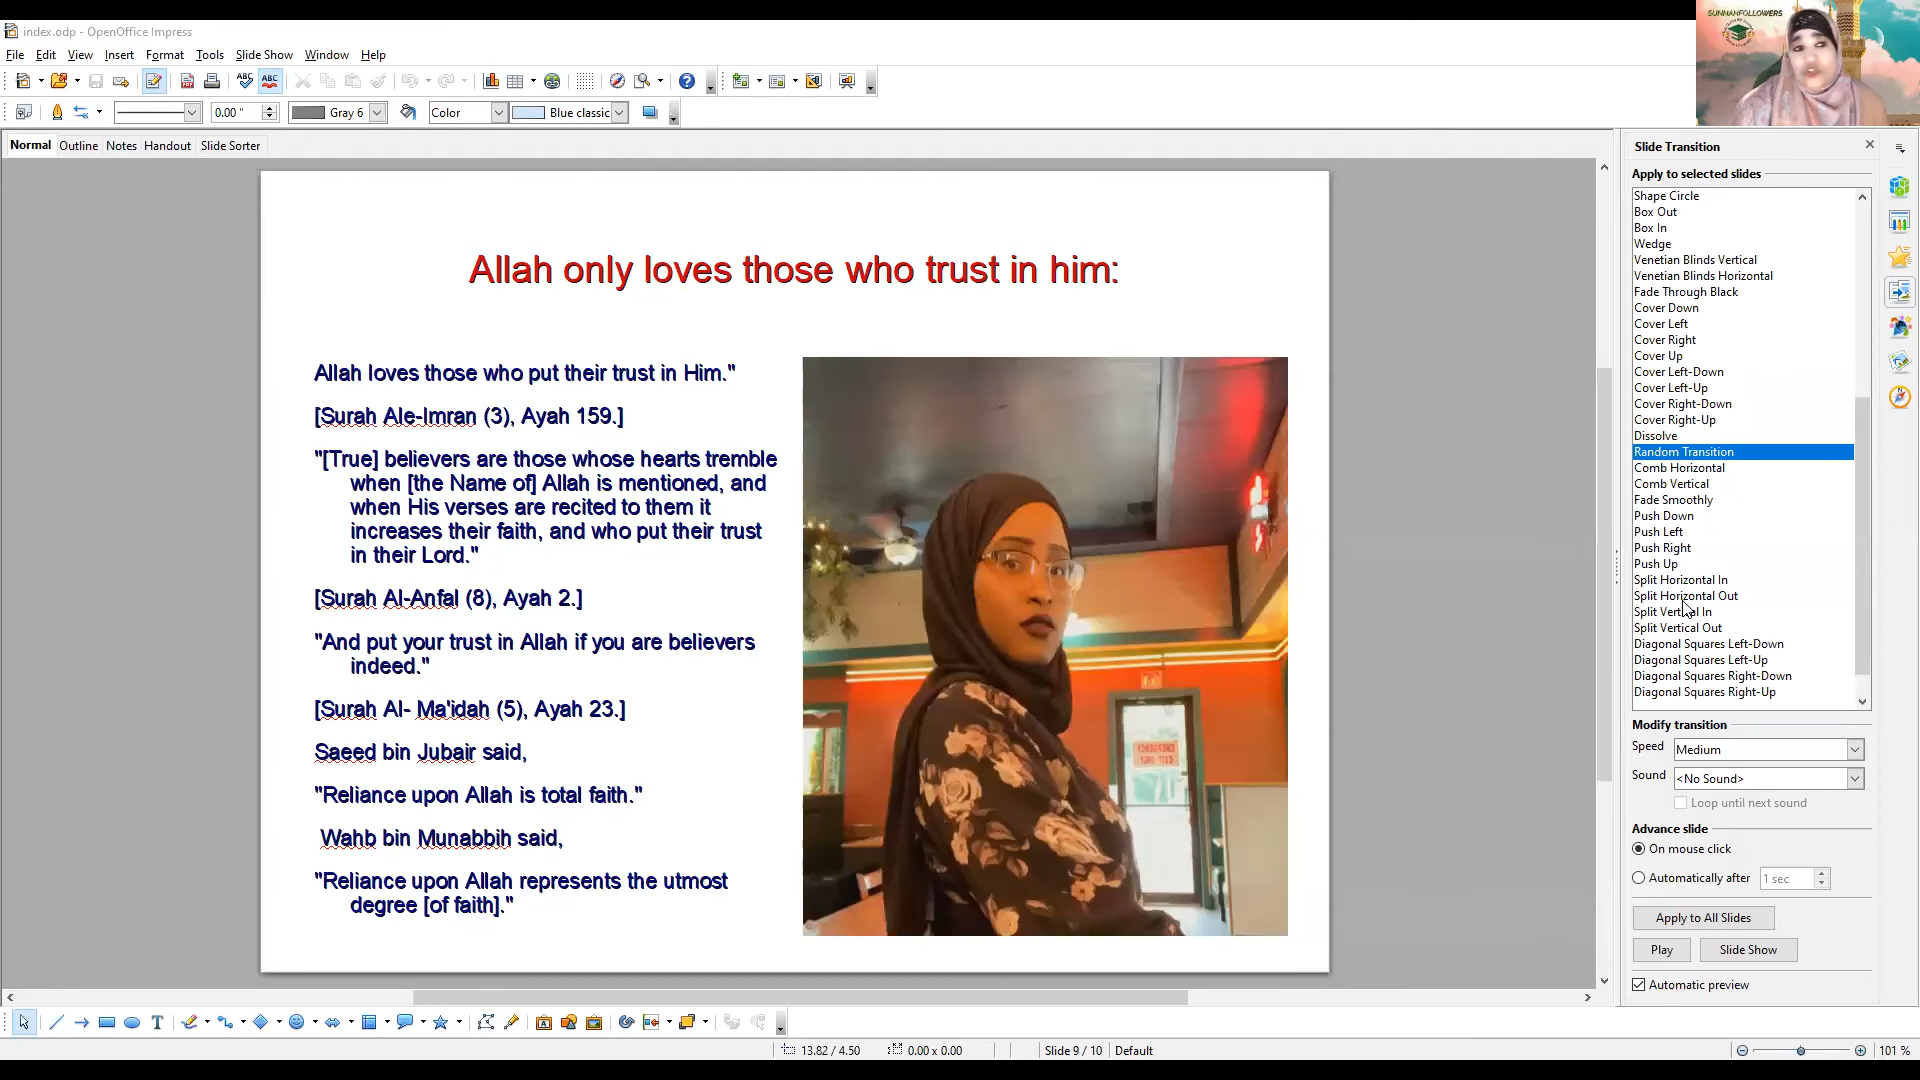 SUNNAHFOLLOWERS
index.odp - OpenOffice Impress
File Edit View Insert Format Tools Slide Show Window Help
0.00 " Gray 6 Color Blue classic
Normal Outline Notes Handout Slide Sorter
Allah only loves those who trust in him:
Allah loves those who put their trust in Him."
[Surah Ale-Imran (3), Ayah 159.]
"[True] believers are those whose hearts tremble
when [the Name of] Allah is mentioned, and
when His verses are recited to them it
increases their faith, and who put their trust
in their Lord."
[Surah Al-Anfal (8), Ayah 2.]
"And put your trust in Allah if you are believers
indeed."
[Surah Al- Ma'idah (5), Ayah 23.]
Saeed bin Jubair said,
"Reliance upon Allah is total faith."
Wahb bin Munabbih said,
"Reliance upon Allah represents the utmost
degree [of faith]."
Slide Transition
Apply to selected slides
Shape Circle
Box Out
Box In
Wedge
Venetian Blinds Vertical
Venetian Blinds Horizontal
Fade Through Black
Cover Down
Cover Left
Cover Right
Cover Up
Cover Left-Down
Cover Left-Up
Cover Right-Down
Cover Right-Up
Dissolve
Random Transition
Comb Horizontal
Comb Vertical
Fade Smoothly
Push Down
Push Left
Push Right
Push Up
Split Horizontal In
Split Horizontal Out
Split Vertical In
Split Vertical Out
Diagonal Squares Left-Down
Diagonal Squares Left-Up
Diagonal Squares Right-Down
Diagonal Squares Right-Up
Modify transition
Speed Medium
Sound <No Sound>
Loop until next sound
Advance slide
On mouse click
Automatically after 1 sec
Apply to All Slides
Play Slide Show
Automatic preview
13.82 / 4.50 0.00 x 0.00 Slide 9 / 10 Default 101 %